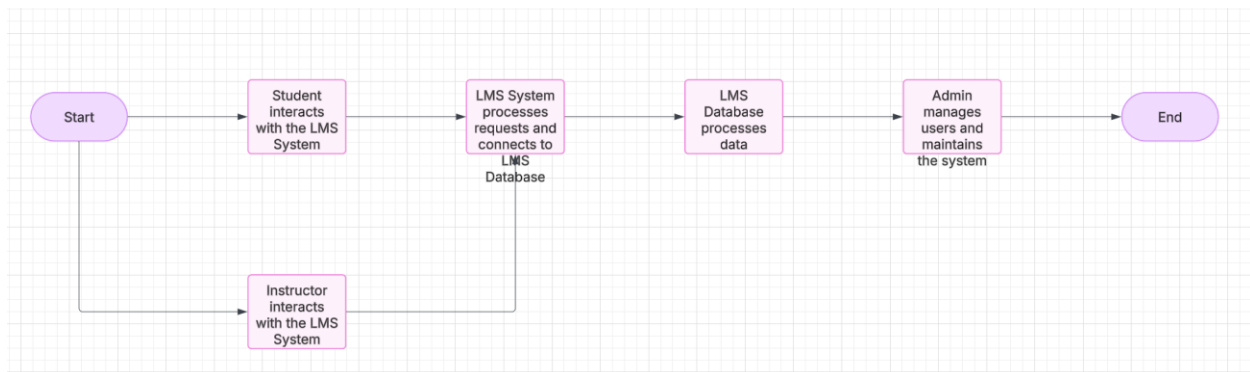 Start
Student
interacts
with the LMS
System
LMS System
processes
requests and
connects to
LMS
Database
LMS
Database
processes
data
Admin
manages
users and
maintains
the system
End
Instructor
interacts
with the LMS
System